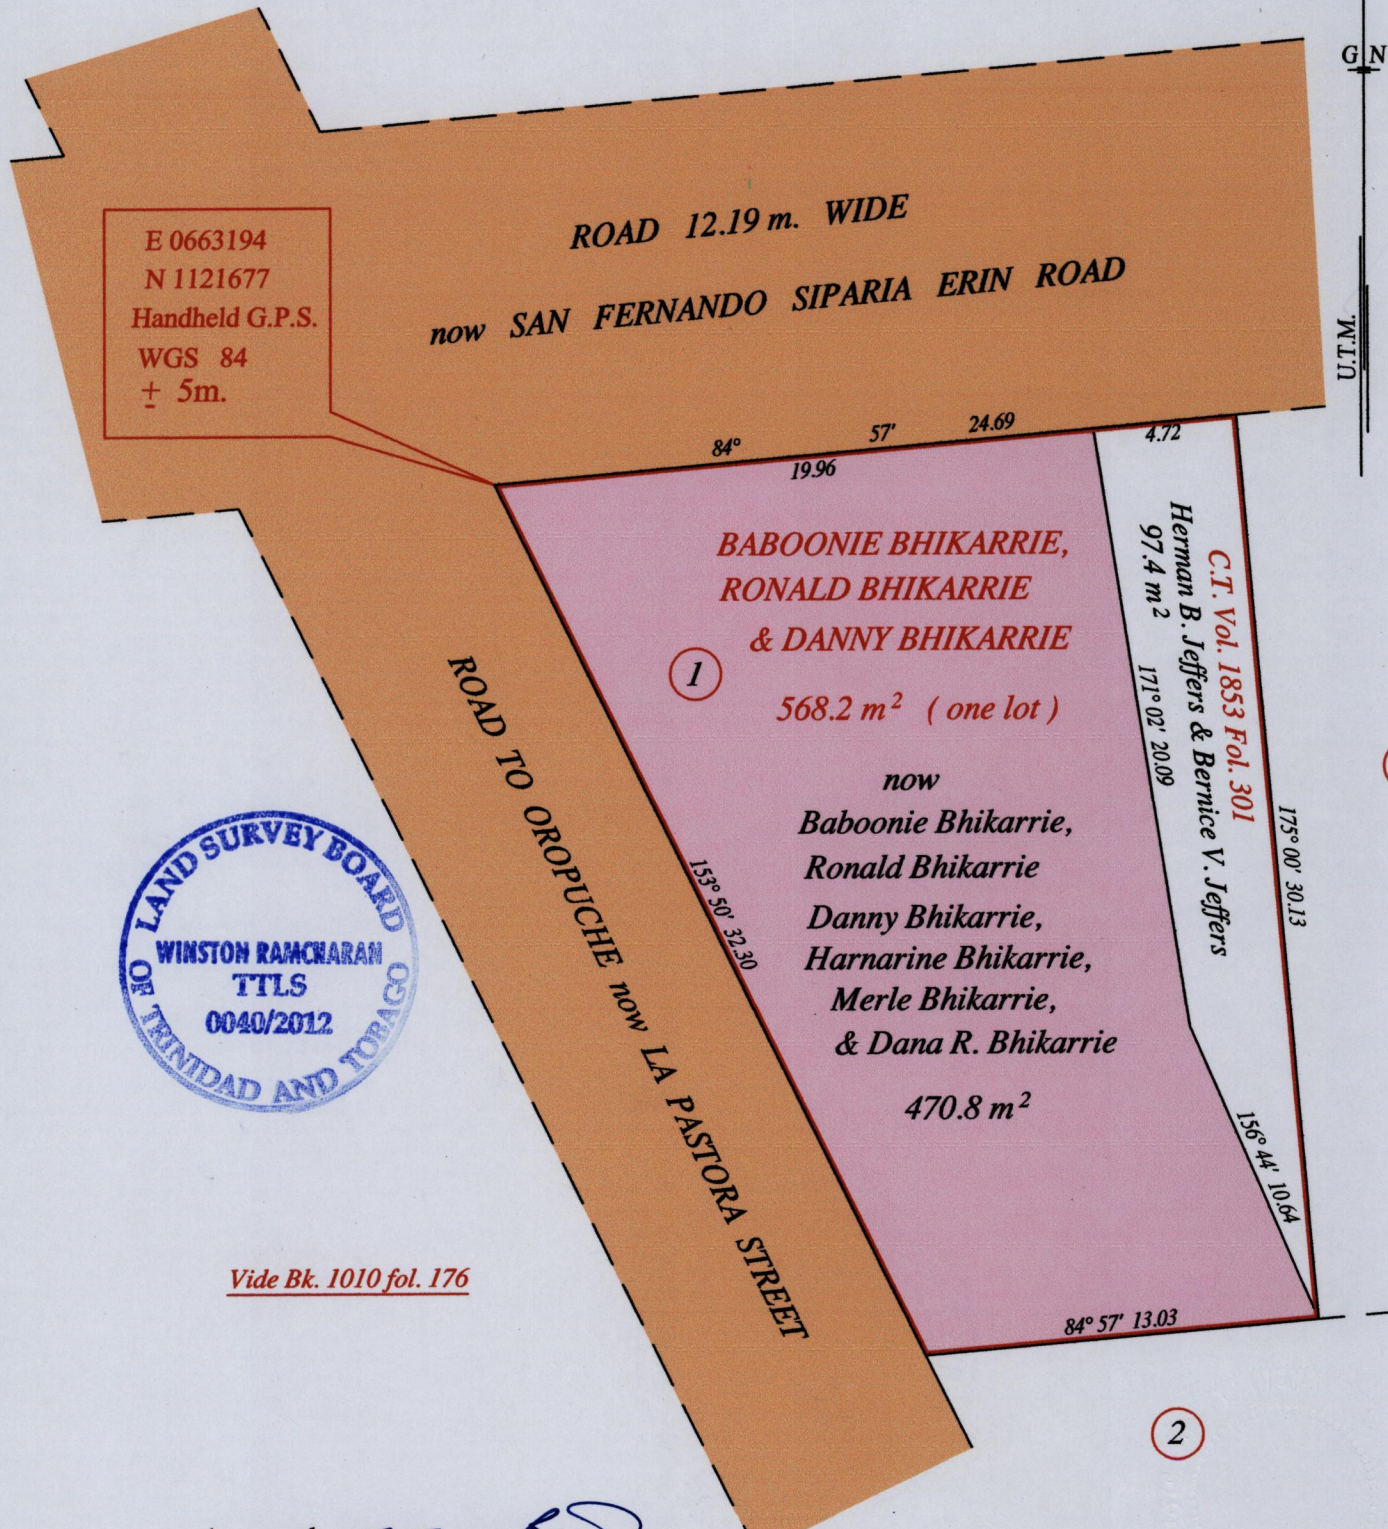 G N
U.T.M.
ROAD 12.19 m. WIDE
now SAN FERNANDO SIPARIA ERIN ROAD
E 0663194
N 1121677
Handheld G.P.S.
WGS 84
± 5m.
84° 57' 24.69
19.96
4.72
BABOONIE BHIKARRIE,
RONALD BHIKARRIE
& DANNY BHIKARRIE
1
568.2 m² ( one lot )
now
Baboonie Bhikarrie,
Ronald Bhikarrie
Danny Bhikarrie,
Harnarine Bhikarrie,
Merle Bhikarrie,
& Dana R. Bhikarrie
470.8 m²
C.T. Vol. 1853 Fol. 301
Herman B. Jeffers & Bernice V. Jeffers
97.4 m²
171° 02' 20.09
175° 00' 30.13
156° 44' 10.64
153° 50' 32.30
84° 57' 13.03
ROAD TO OROPUCHE now LA PASTORA STREET
LAND SURVEY BOARD
OF TRINIDAD AND TOBAGO
WINSTON RAMCHARAN
TTLS
0040/2012
Vide Bk. 1010 fol. 176
2